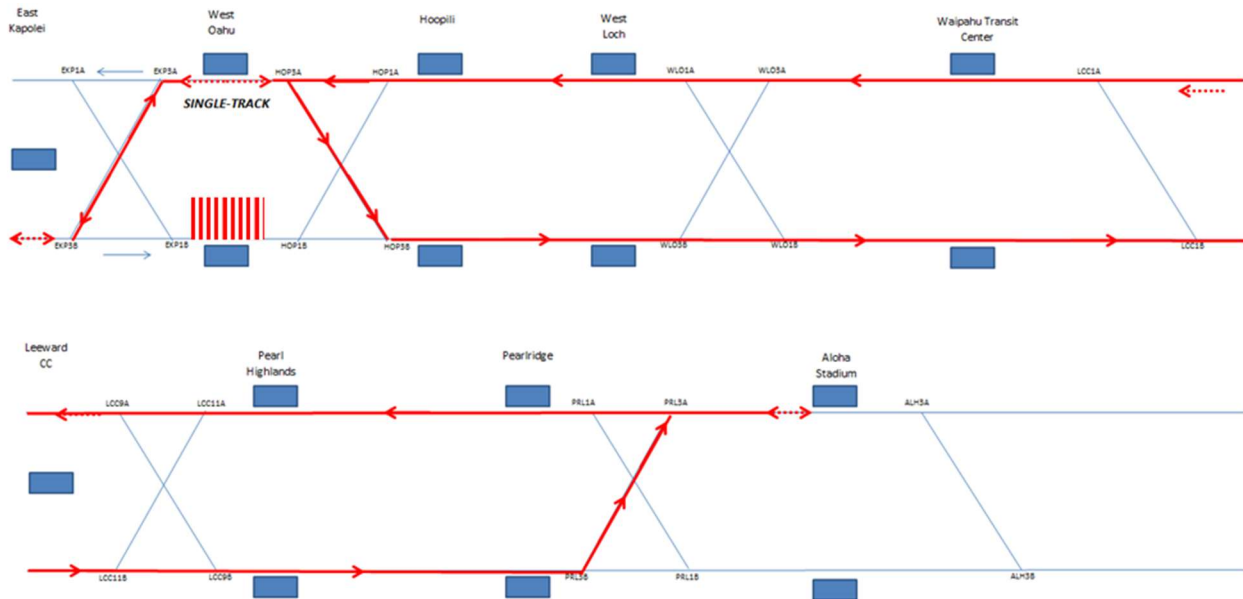 East
Kapolei
West
Oahu
Hoopili
West
Loch
Waipahu Transit
Center
EKP1A
EKP3A
HOP3A
HOP1A
WLO1A
WLO3A
LCC1A
SINGLE-TRACK
EKP3B
EKP1B
HOP1B
HOP3B
WLO3B
WLO1B
LCC1B
Leeward
CC
Pearl
Highlands
Pearlridge
Aloha
Stadium
LCC9A
LCC11A
PRL1A
PRL3A
ALH3A
LCC11B
LCC9B
PRL3B
PRL1B
ALH3B